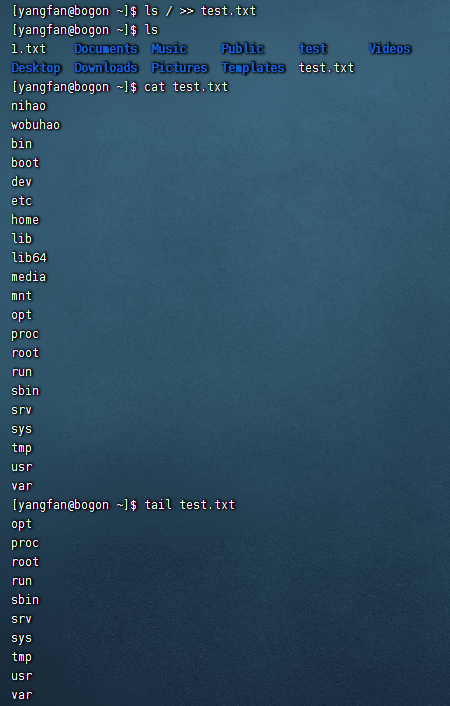 [yangfan@bogon ~]$ ls / >> test.txt
[yangfan@bogon ~]$ ls
1.txt    Documents  Music     Public     test      Videos
Desktop  Downloads  Pictures  Templates  test.txt
[yangfan@bogon ~]$ cat test.txt
nihao
wobuhao
bin
boot
dev
etc
home
lib
lib64
media
mnt
opt
proc
root
run
sbin
srv
sys
tmp
usr
var
[yangfan@bogon ~]$ tail test.txt
opt
proc
root
run
sbin
srv
sys
tmp
usr
var